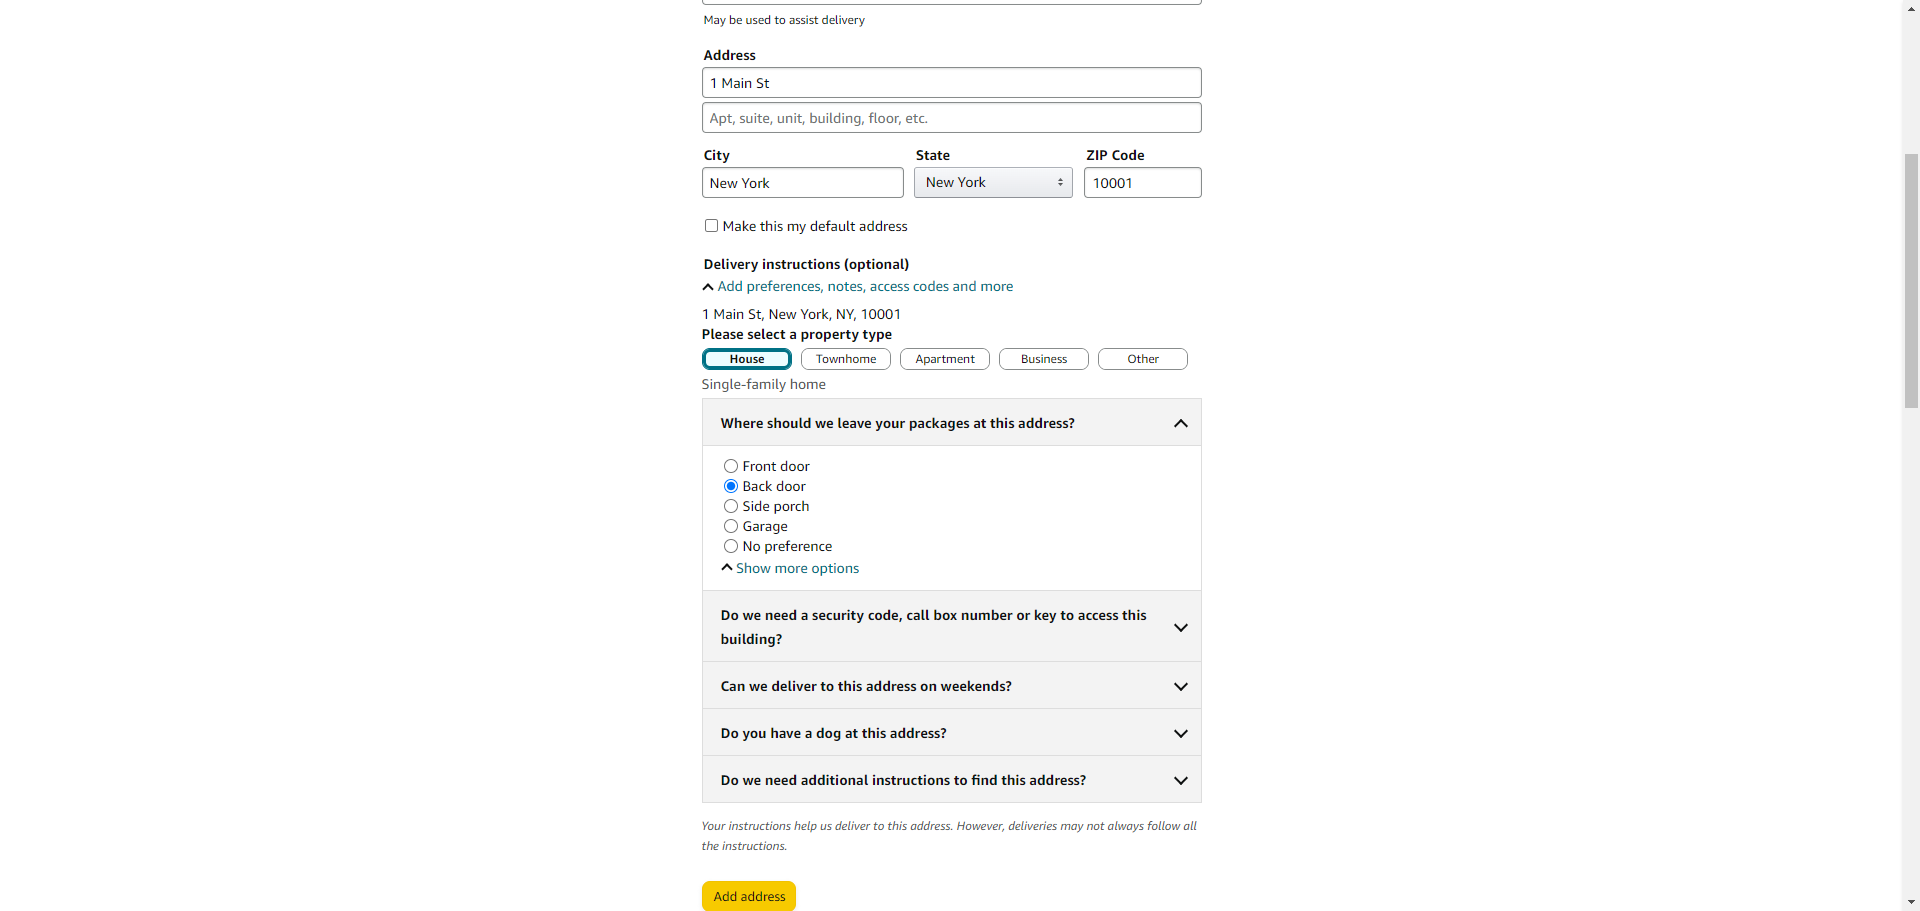 May be used to assist delivery
Address
1 Main St
Apt, suite, unit, building, floor, etc.
City State ZIP Code
New York New York 10001
Make this my default address
Delivery instructions (optional)
Add preferences, notes, access codes and more
1 Main St, New York, NY, 10001
Please select a property type
House Townhome Apartment Business Other
Single-family home
Where should we leave your packages at this address?
Front door
Back door
Side porch
Garage
No preference
Show more options
Do we need a security code, call box number or key to access this
building?
Can we deliver to this address on weekends?
Do you have a dog at this address?
Do we need additional instructions to find this address?
Your instructions help us deliver to this address. However, deliveries may not always follow all
the instructions.
Add address